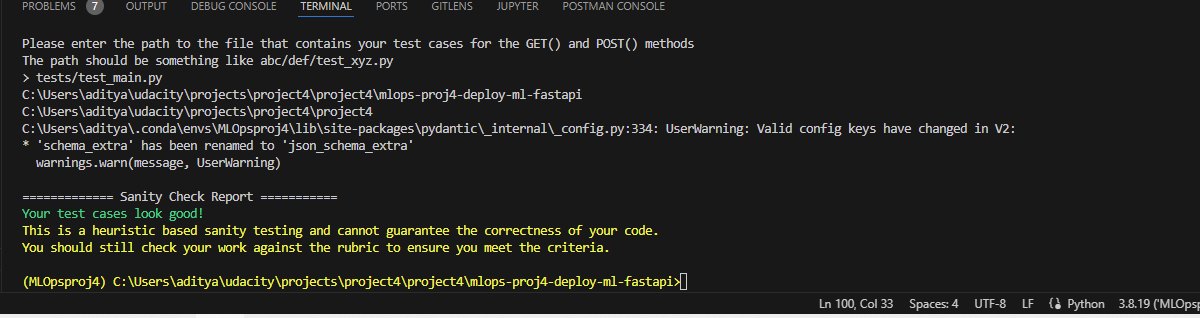 PROBLEMS 7 OUTPUT DEBUG CONSOLE TERMINAL PORTS GITLENS JUPYTER POSTMAN CONSOLE
Please enter the path to the file that contains your test cases for the GET() and POST() methods
The path should be something like abc/def/test_xyz.py
> tests/test_main.py
C:\Users\aditya\udacity\projects\project4\project4\mlops-proj4-deploy-ml-fastapi
C:\Users\aditya\udacity\projects\project4\project4
C:\Users\aditya\.conda\envs\MLOpsproj4\lib\site-packages\pydantic\_internal\_config.py:334: UserWarning: Valid config keys have changed in V2:
* 'schema_extra' has been renamed to 'json_schema_extra'
  warnings.warn(message, UserWarning)
============= Sanity Check Report ===========
Your test cases look good!
This is a heuristic based sanity testing and cannot guarantee the correctness of your code.
You should still check your work against the rubric to ensure you meet the criteria.
(MLOpsproj4) C:\Users\aditya\udacity\projects\project4\project4\mlops-proj4-deploy-ml-fastapi>
Ln 100, Col 33 Spaces: 4 UTF-8 LF Python 3.8.19 ('MLOpsp